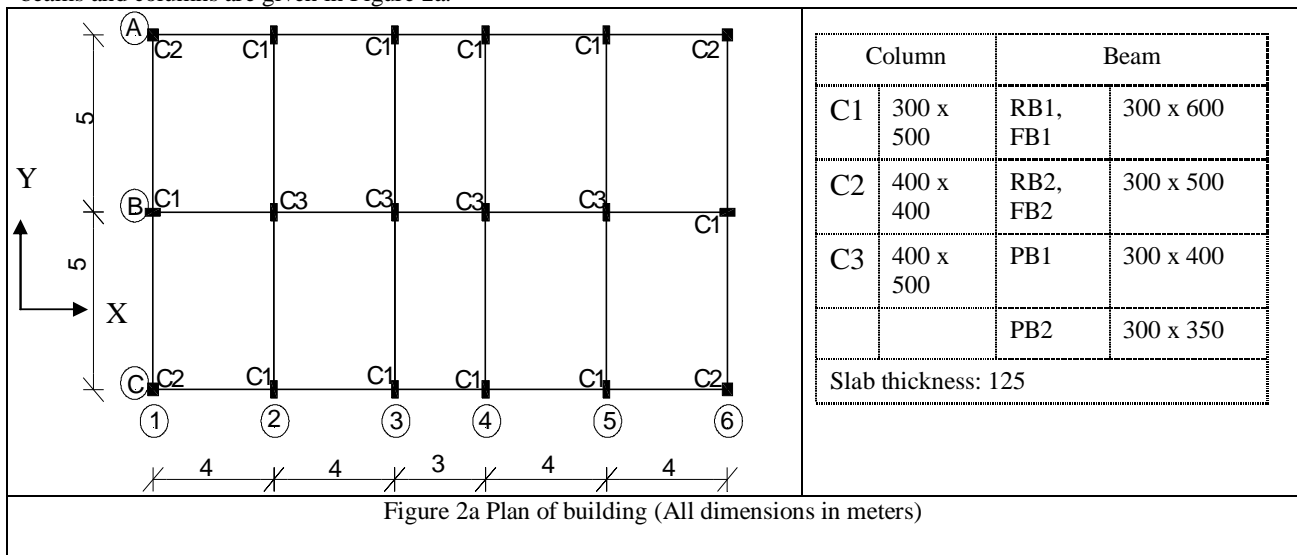 beams and columns are given in Figure 2a.
A
C2 C1 C1 C1 C1 C2
5
Y
B C1 C3 C3 C3 C3 C1
5
X
C C2 C1 C1 C1 C1 C2
1 2 3 4 5 6
4 4 3 4 4
Column Beam
C1 300 x 500 RB1, FB1 300 x 600
C2 400 x 400 RB2, FB2 300 x 500
C3 400 x 500 PB1 300 x 400
PB2 300 x 350
Slab thickness: 125
Figure 2a Plan of building (All dimensions in meters)